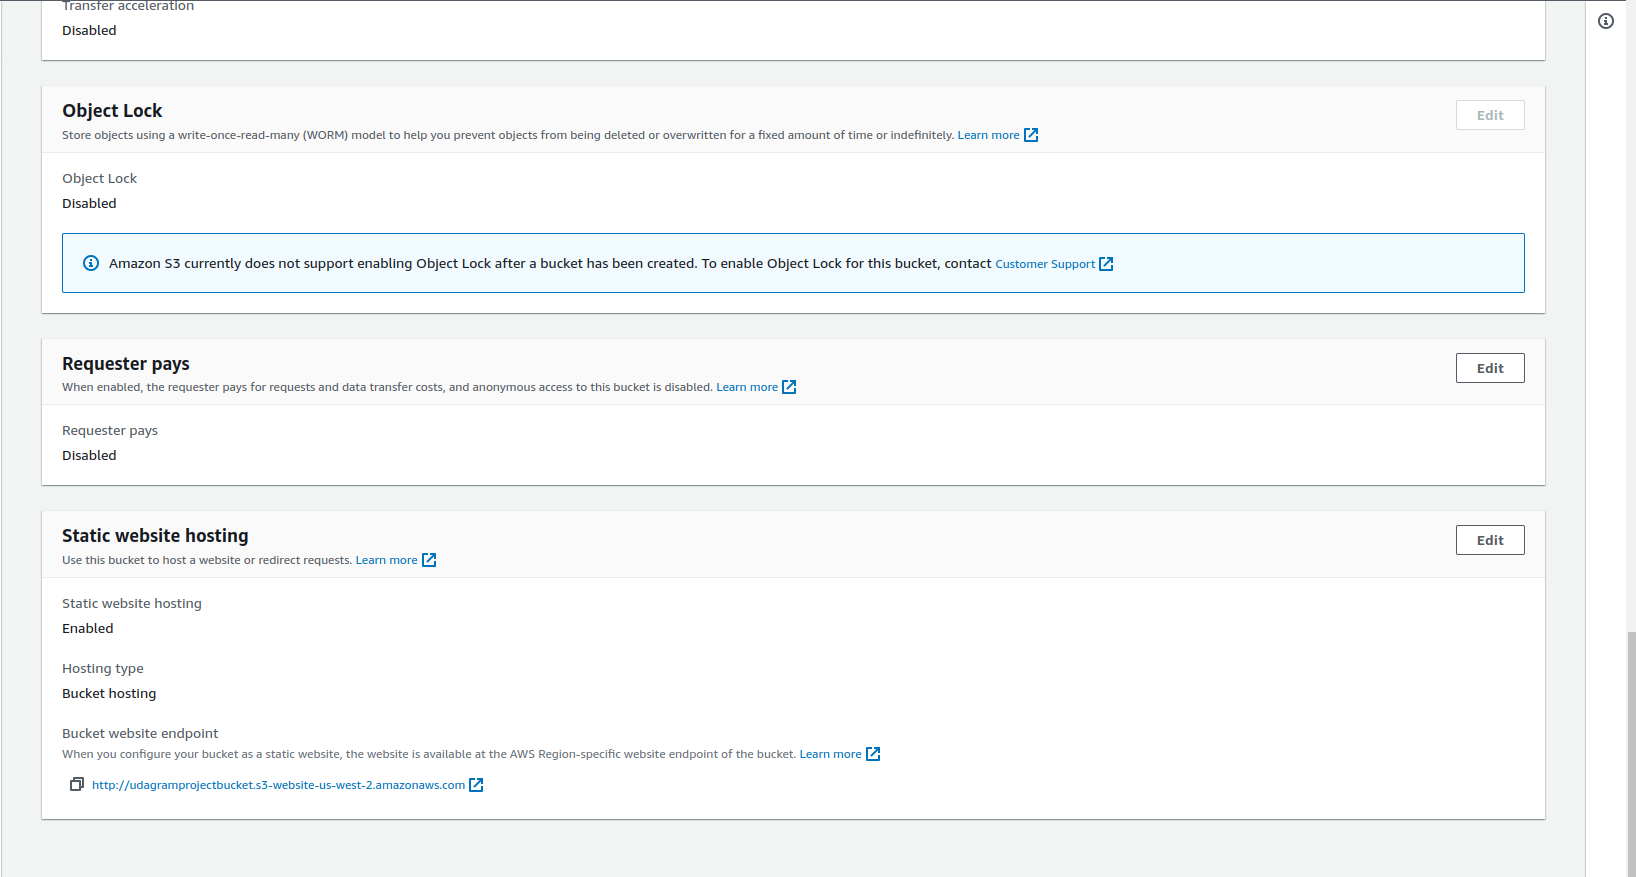 Transfer acceleration
Disabled
Object Lock
Edit
Store objects using a write-once-read-many (WORM) model to help you prevent objects from being deleted or overwritten for a fixed amount of time or indefinitely. Learn more
Object Lock
Disabled
Amazon S3 currently does not support enabling Object Lock after a bucket has been created. To enable Object Lock for this bucket, contact Customer Support
Requester pays
Edit
When enabled, the requester pays for requests and data transfer costs, and anonymous access to this bucket is disabled. Learn more
Requester pays
Disabled
Static website hosting
Edit
Use this bucket to host a website or redirect requests. Learn more
Static website hosting
Enabled
Hosting type
Bucket hosting
Bucket website endpoint
When you configure your bucket as a static website, the website is available at the AWS Region-specific website endpoint of the bucket. Learn more
http://udagramprojectbucket.s3-website-us-west-2.amazonaws.com